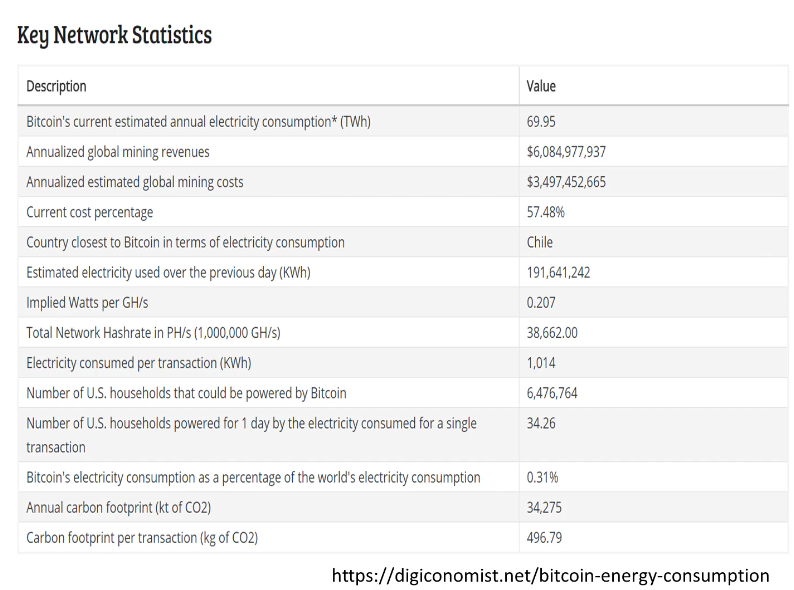 Key Network Statistics
Description Value
Bitcoin's current estimated annual electricity consumption* (TWh) 69.95
Annualized global mining revenues $6,084,977,937
Annualized estimated global mining costs $3,497,452,665
Current cost percentage 57.48%
Country closest to Bitcoin in terms of electricity consumption Chile
Estimated electricity used over the previous day (KWh) 191,641,242
Implied Watts per GH/s 0.207
Total Network Hashrate in PH/s (1,000,000 GH/s) 38,662.00
Electricity consumed per transaction (KWh) 1,014
Number of U.S. households that could be powered by Bitcoin 6,476,764
Number of U.S. households powered for 1 day by the electricity consumed for a single 34.26
transaction
Bitcoin's electricity consumption as a percentage of the world's electricity consumption 0.31%
Annual carbon footprint (kt of CO2) 34,275
Carbon footprint per transaction (kg of CO2) 496.79
https://digiconomist.net/bitcoin-energy-consumption